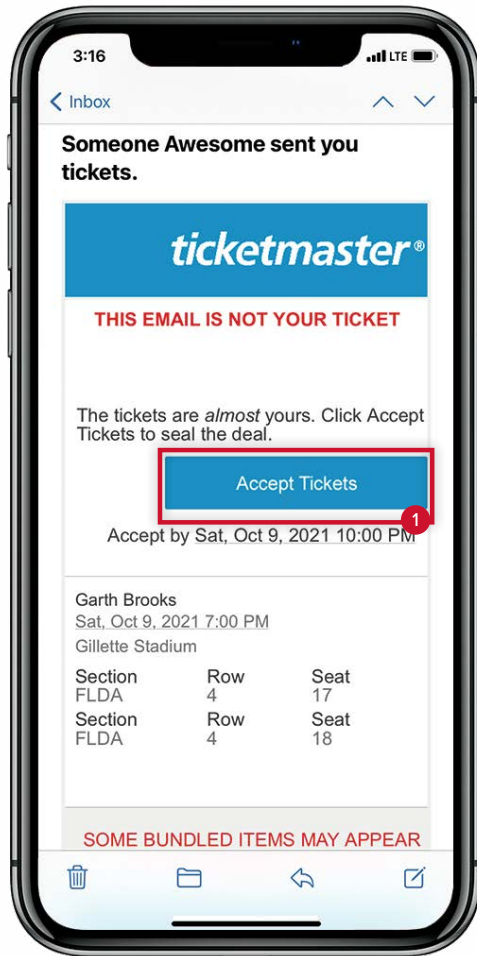 3:16 LTE
Inbox
Someone Awesome sent you
tickets.
ticketmaster®
THIS EMAIL IS NOT YOUR TICKET
The tickets are almost yours. Click Accept
Tickets to seal the deal.
Accept Tickets
1
Accept by Sat, Oct 9, 2021 10:00 PM
Garth Brooks
Sat, Oct 9, 2021 7:00 PM
Gillette Stadium
Section Row Seat
FLDA 4 17
Section Row Seat
FLDA 4 18
SOME BUNDLED ITEMS MAY APPEAR